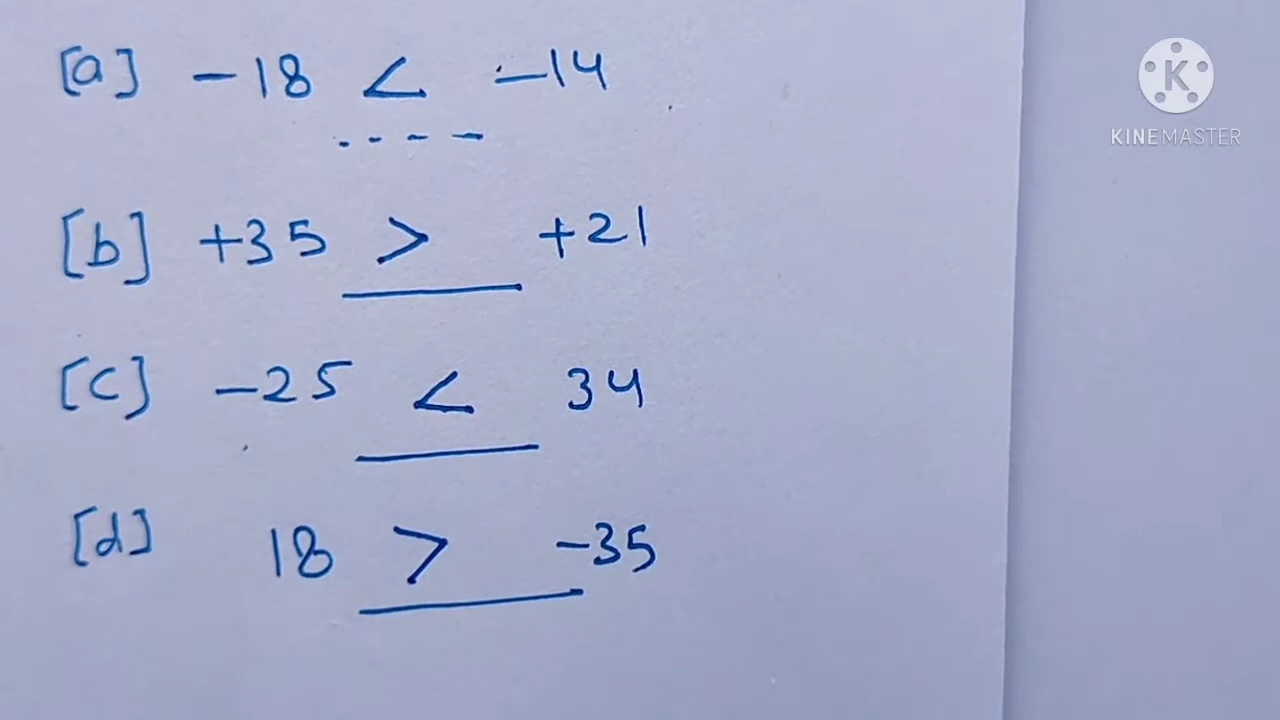 [a] -18 < -14
[b] +35 > +21
[c] -25 < 34
[d] 18 > -35
K
KINEMASTER